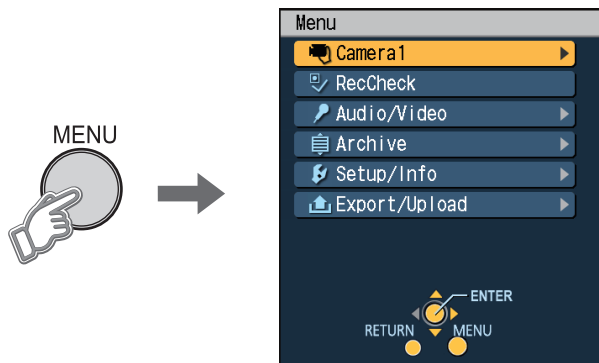 MENU
Menu
Camera1
RecCheck
Audio/Video
Archive
Setup/Info
Export/Upload
ENTER
RETURN
MENU